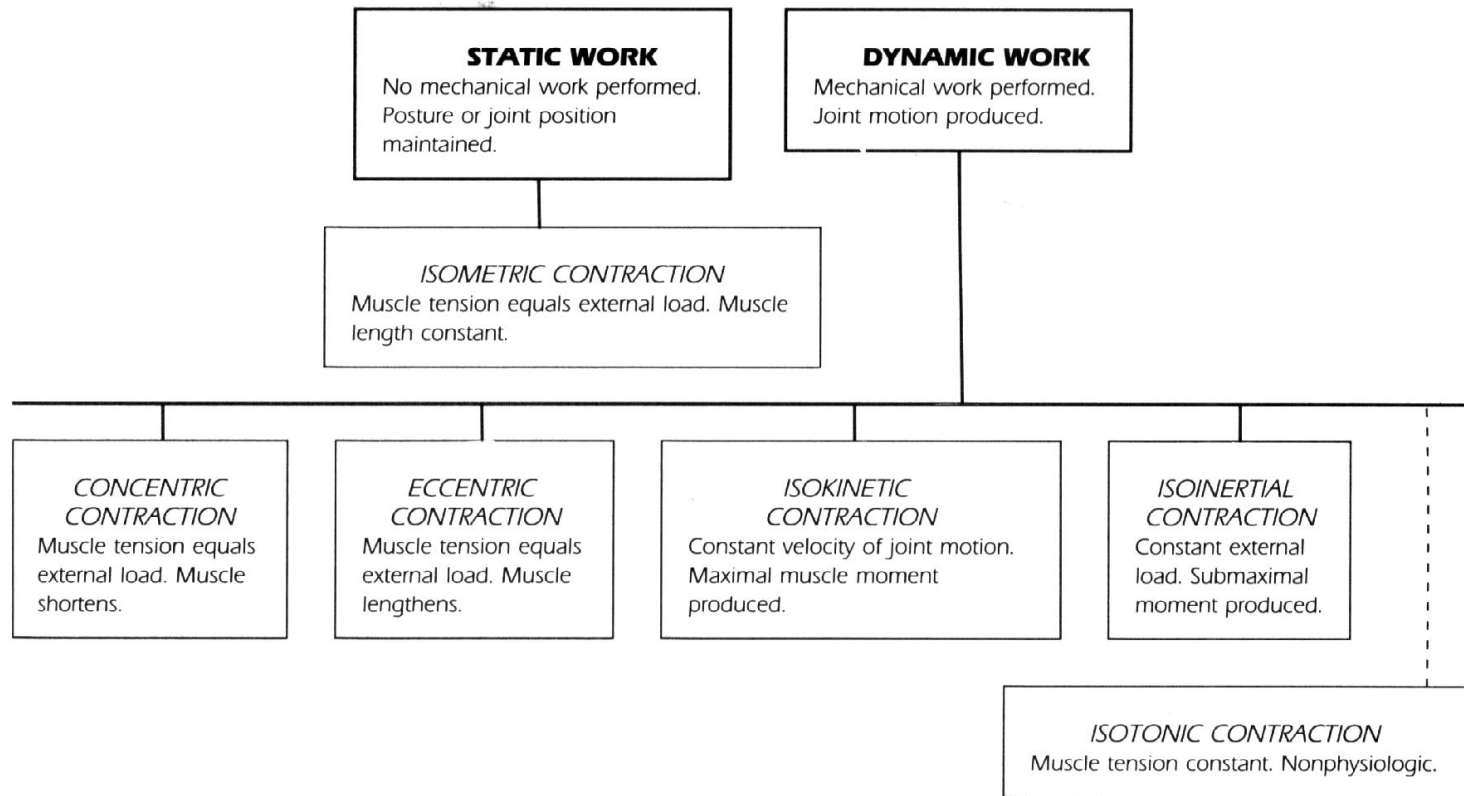 STATIC WORK
No mechanical work performed.
Posture or joint position
maintained.
DYNAMIC WORK
Mechanical work performed.
Joint motion produced.
ISOMETRIC CONTRACTION
Muscle tension equals external load. Muscle
length constant.
CONCENTRIC
CONTRACTION
Muscle tension equals
external load. Muscle
shortens.
ECCENTRIC
CONTRACTION
Muscle tension equals
external load. Muscle
lengthens.
ISOKINETIC
CONTRACTION
Constant velocity of joint motion.
Maximal muscle moment
produced.
ISOINERTIAL
CONTRACTION
Constant external
load. Submaximal
moment produced.
ISOTONIC CONTRACTION
Muscle tension constant. Nonphysiologic.